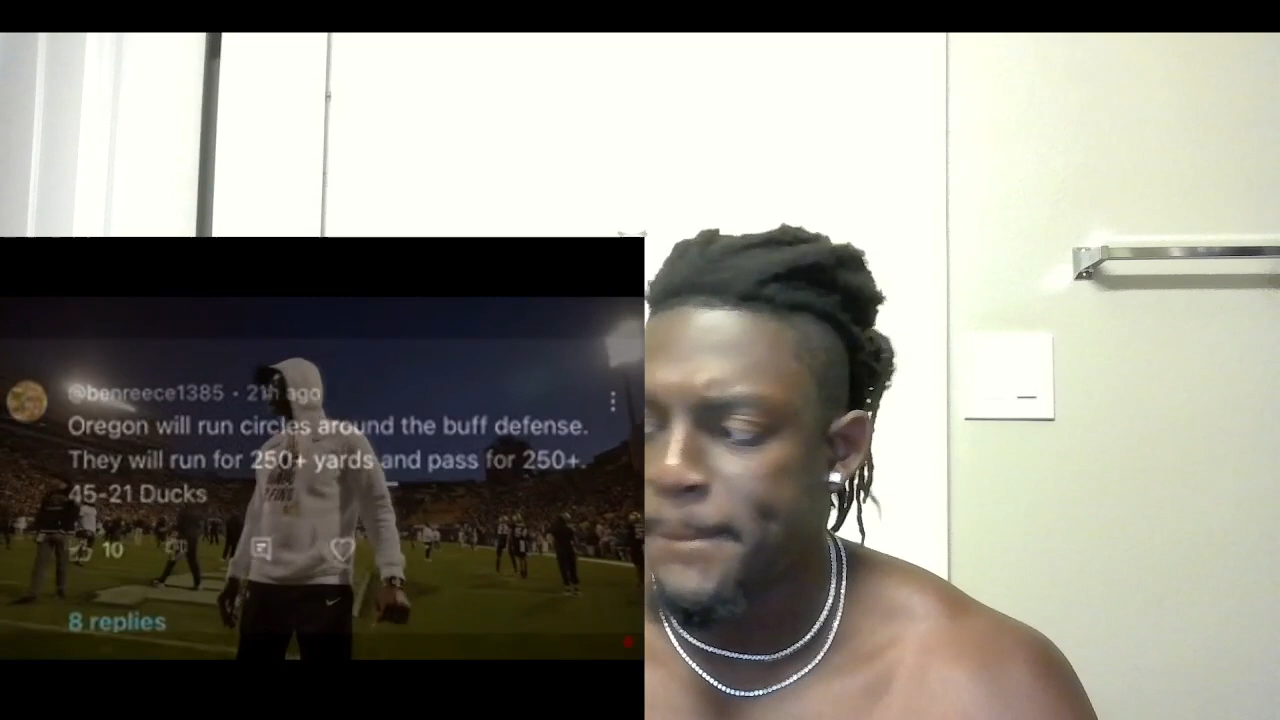 @benreece1385 • 21h ago
Oregon will run circles around the buff defense.
They will run for 250+ yards and pass for 250+.
45-21 Ducks
10
8 replies